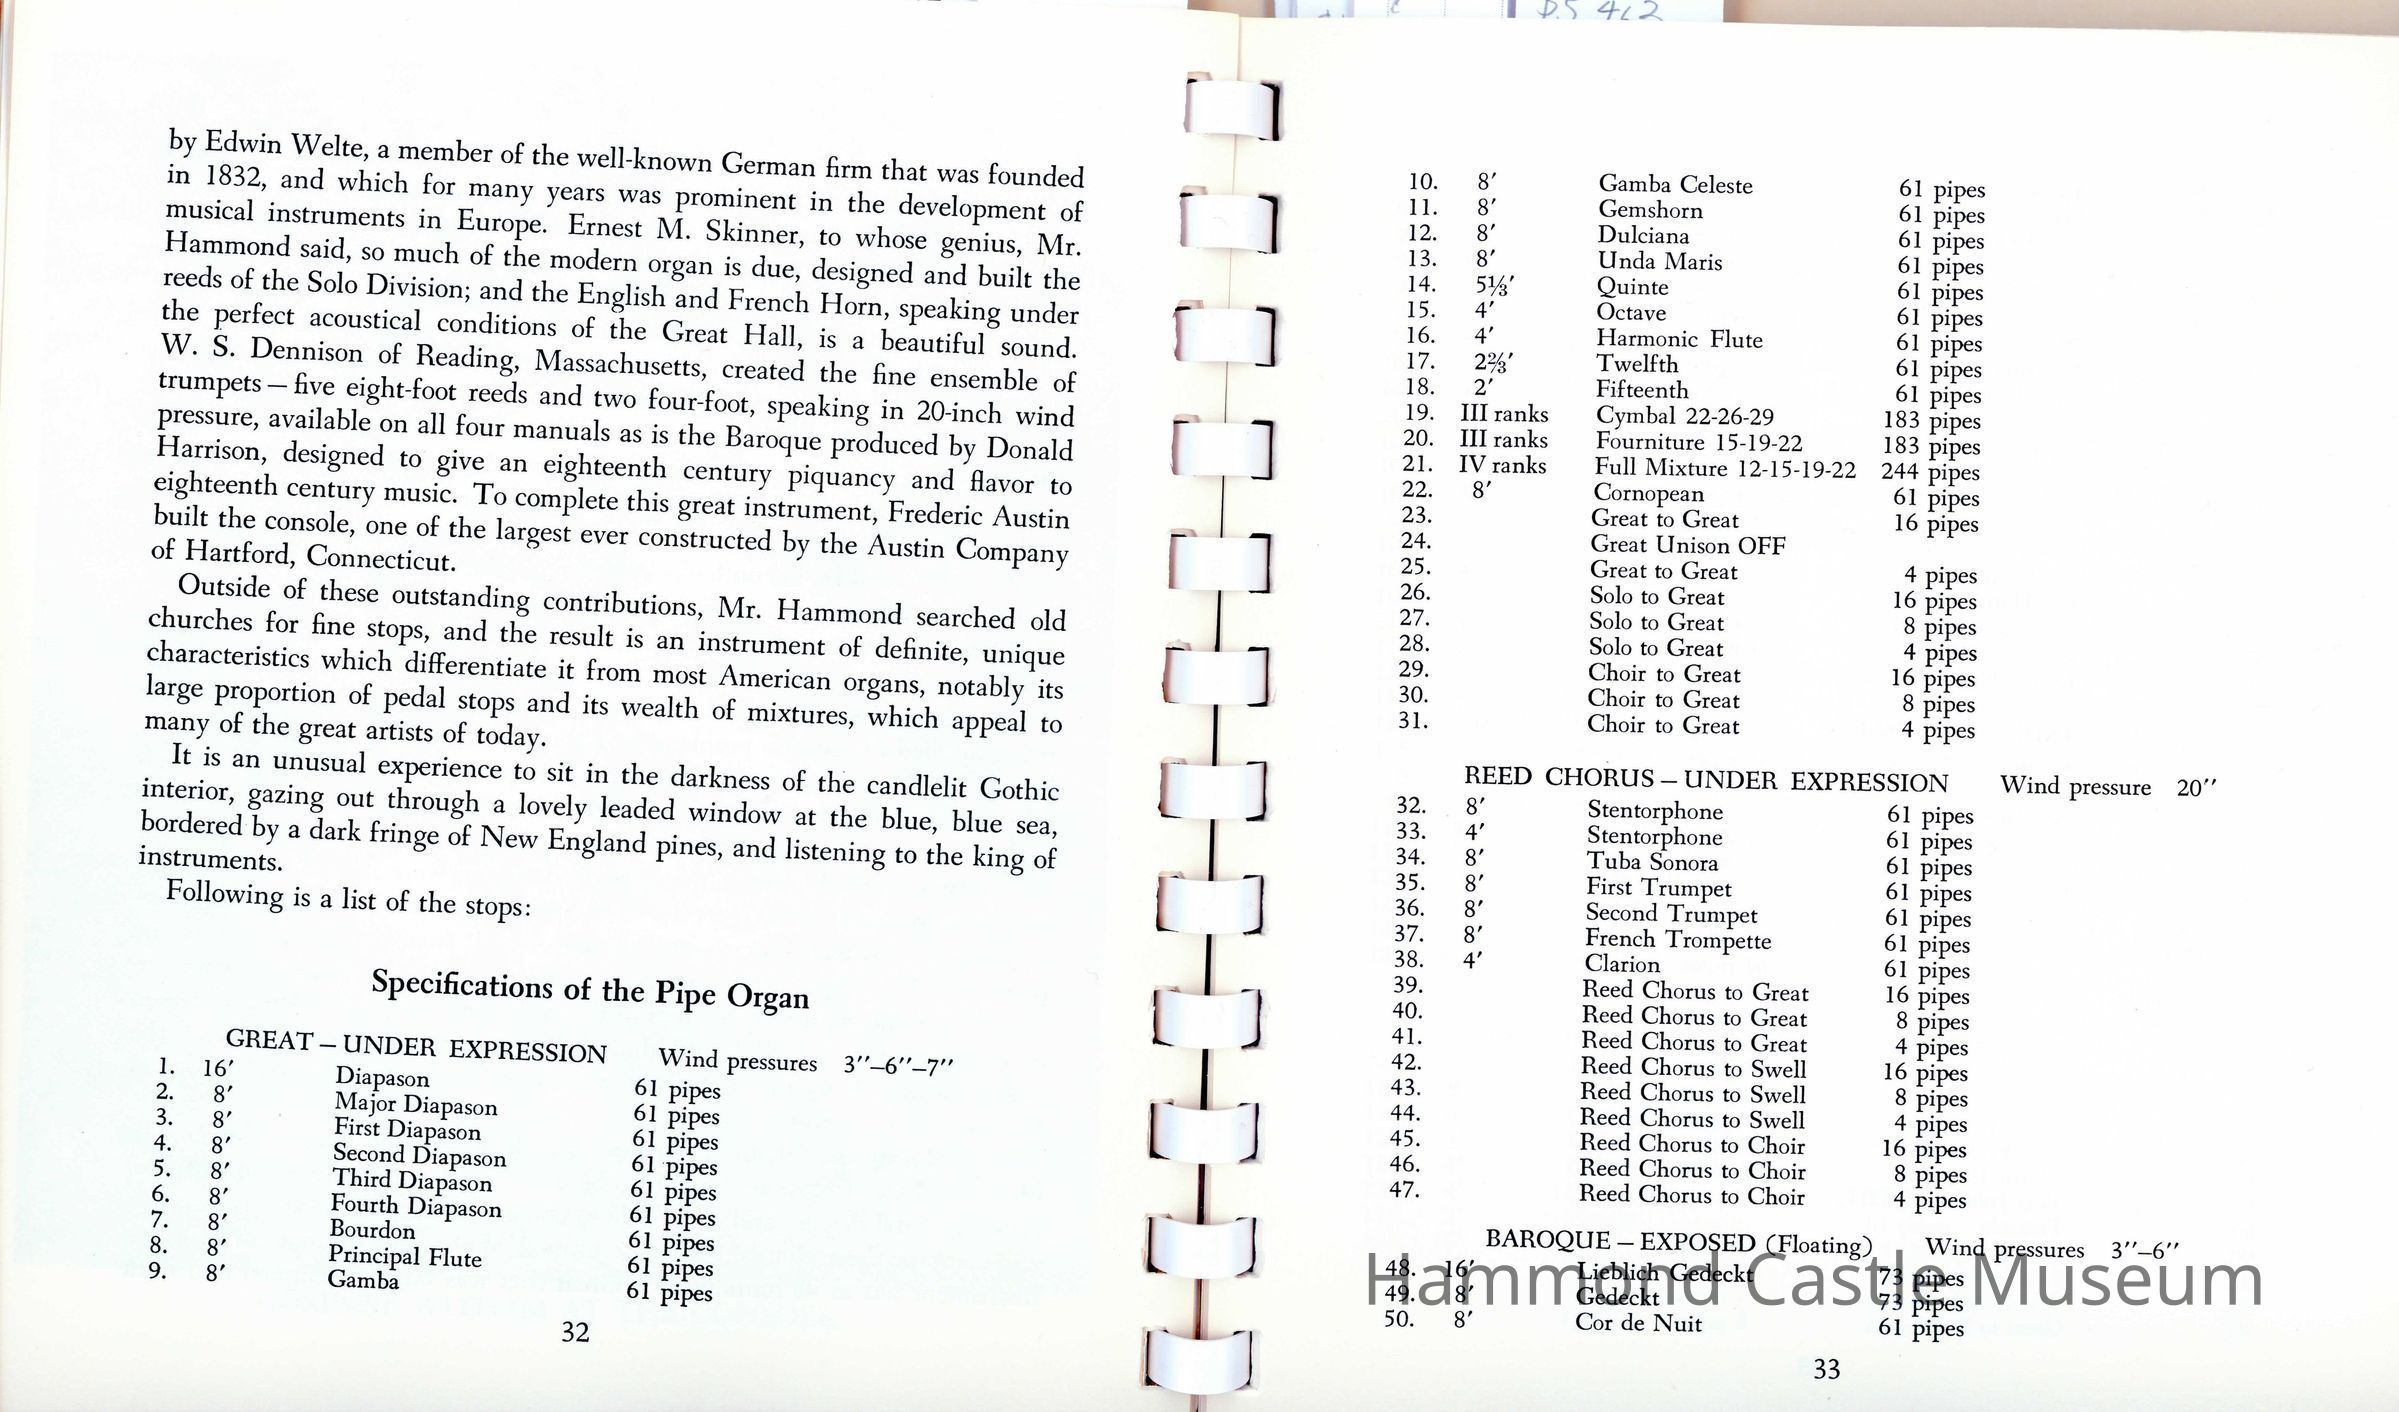 D.S 462
by Edwin Welte, a member of the well-known German firm that was founded
in 1832, and which for many years was prominent in the development of
musical instruments in Europe. Ernest M. Skinner, to whose genius, Mr.
Hammond said, so much of the modern organ is due, designed and built the
reeds of the Solo Division; and the English and French Horn, speaking under
the perfect acoustical conditions of the Great Hall, is a beautiful sound.
W. S. Dennison of Reading, Massachusetts, created the fine ensemble of
trumpets — five eight-foot reeds and two four-foot, speaking in 20-inch wind
pressure, available on all four manuals as is the Baroque produced by Donald
Harrison, designed to give an eighteenth century piquancy and flavor to
eighteenth century music. To complete this great instrument, Frederic Austin
built the console, one of the largest ever constructed by the Austin Company
of Hartford, Connecticut.
Outside of these outstanding contributions, Mr. Hammond searched old
churches for fine stops, and the result is an instrument of definite, unique
characteristics which differentiate it from most American organs, notably its
large proportion of pedal stops and its wealth of mixtures, which appeal to
many of the great artists of today.
It is an unusual experience to sit in the darkness of the candlelit Gothic
interior, gazing out through a lovely leaded window at the blue, blue sea,
bordered by a dark fringe of New England pines, and listening to the king of
instruments.
Following is a list of the stops:
Specifications of the Pipe Organ
GREAT — UNDER EXPRESSION Wind pressures 3″–6″–7″
1. 16′ Diapason 61 pipes
2. 8′ Major Diapason 61 pipes
3. 8′ First Diapason 61 pipes
4. 8′ Second Diapason 61 pipes
5. 8′ Third Diapason 61 pipes
6. 8′ Fourth Diapason 61 pipes
7. 8′ Bourdon 61 pipes
8. 8′ Principal Flute 61 pipes
9. 8′ Gamba 61 pipes
32
10. 8′ Gamba Celeste 61 pipes
11. 8′ Gemshorn 61 pipes
12. 8′ Dulciana 61 pipes
13. 8′ Unda Maris 61 pipes
14. 5⅓′ Quinte 61 pipes
15. 4′ Octave 61 pipes
16. 4′ Harmonic Flute 61 pipes
17. 2⅔′ Twelfth 61 pipes
18. 2′ Fifteenth 61 pipes
19. III ranks Cymbal 22-26-29 183 pipes
20. III ranks Fourniture 15-19-22 183 pipes
21. IV ranks Full Mixture 12-15-19-22 244 pipes
22. 8′ Cornopean 61 pipes
23. Great to Great 16 pipes
24. Great Unison OFF
25. Great to Great 4 pipes
26. Solo to Great 16 pipes
27. Solo to Great 8 pipes
28. Solo to Great 4 pipes
29. Choir to Great 16 pipes
30. Choir to Great 8 pipes
31. Choir to Great 4 pipes
REED CHORUS — UNDER EXPRESSION Wind pressure 20″
32. 8′ Stentorphone 61 pipes
33. 4′ Stentorphone 61 pipes
34. 8′ Tuba Sonora 61 pipes
35. 8′ First Trumpet 61 pipes
36. 8′ Second Trumpet 61 pipes
37. 8′ French Trompette 61 pipes
38. 4′ Clarion 61 pipes
39. Reed Chorus to Great 16 pipes
40. Reed Chorus to Great 8 pipes
41. Reed Chorus to Great 4 pipes
42. Reed Chorus to Swell 16 pipes
43. Reed Chorus to Swell 8 pipes
44. Reed Chorus to Swell 4 pipes
45. Reed Chorus to Choir 16 pipes
46. Reed Chorus to Choir 8 pipes
47. Reed Chorus to Choir 4 pipes
BAROQUE — EXPOSED (Floating) Wind pressures 3″–6″
48. 16′ Lieblich Gedeckt 73 pipes
49. 8′ Gedeckt 73 pipes
50. 8′ Cor de Nuit 61 pipes
Hammond Castle Museum
33